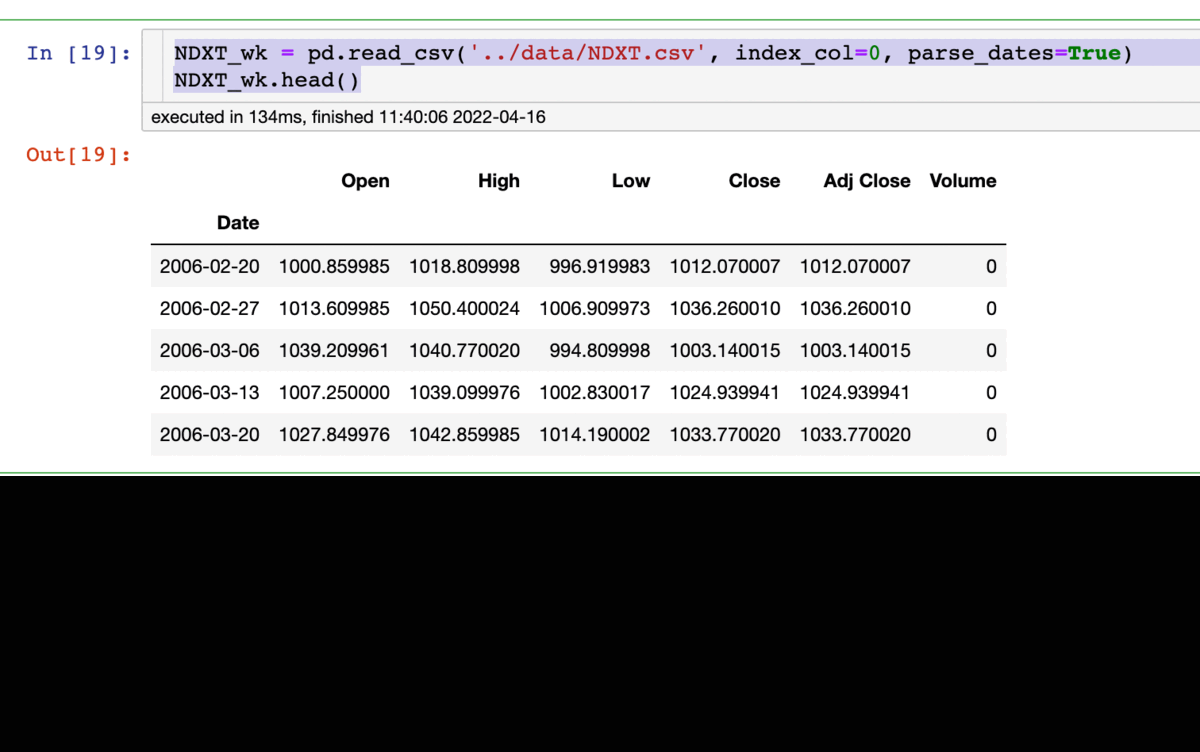 In [19]: NDXT_wk = pd.read_csv('../data/NDXT.csv', index_col=0, parse_dates=True)
NDXT_wk.head()
executed in 134ms, finished 11:40:06 2022-04-16
Out[19]:
Open High Low Close Adj Close Volume
Date
2006-02-20 1000.859985 1018.809998 996.919983 1012.070007 1012.070007 0
2006-02-27 1013.609985 1050.400024 1006.909973 1036.260010 1036.260010 0
2006-03-06 1039.209961 1040.770020 994.809998 1003.140015 1003.140015 0
2006-03-13 1007.250000 1039.099976 1002.830017 1024.939941 1024.939941 0
2006-03-20 1027.849976 1042.859985 1014.190002 1033.770020 1033.770020 0